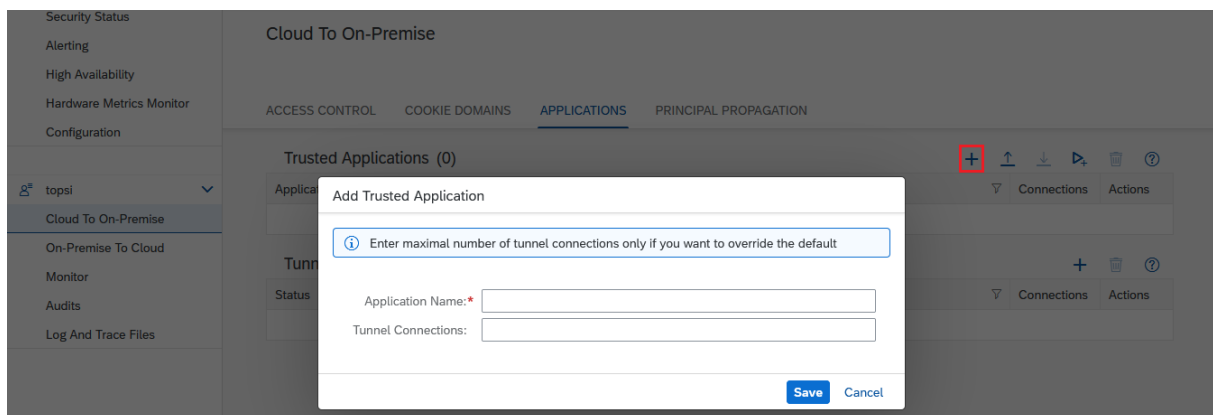 Security Status
Alerting
High Availability
Hardware Metrics Monitor
Configuration
topsi
Cloud To On-Premise
On-Premise To Cloud
Monitor
Audits
Log And Trace Files
Cloud To On-Premise
ACCESS CONTROL COOKIE DOMAINS APPLICATIONS PRINCIPAL PROPAGATION
Trusted Applications (0)
Applicat Connections Actions
Tunn
Status Connections Actions
Add Trusted Application
Enter maximal number of tunnel connections only if you want to override the default
Application Name:*
Tunnel Connections:
Save Cancel